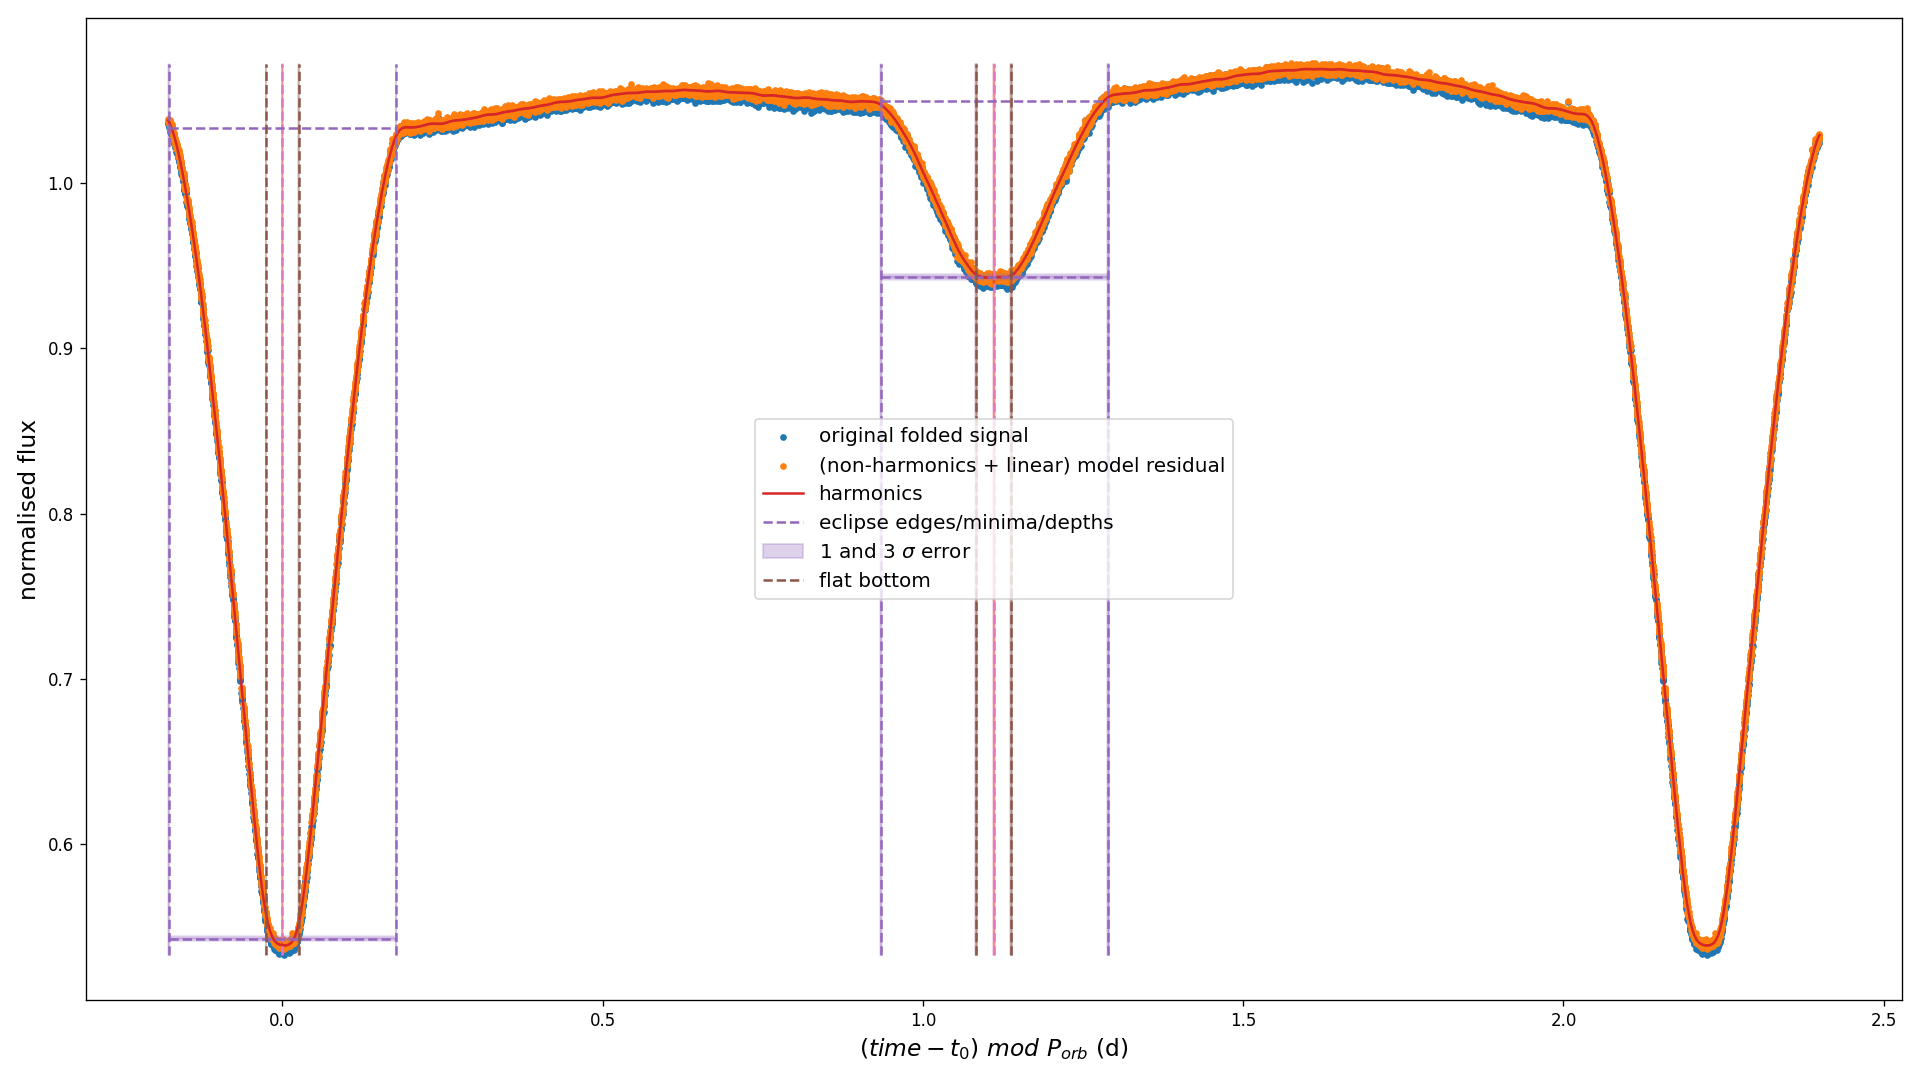 normalised flux
1.0
0.9
0.8
0.7
0.6
original folded signal
(non-harmonics + linear) model residual
harmonics
eclipse edges/minima/depths
1 and 3 σ error
flat bottom
0.0 0.5 1.0 1.5 2.0 2.5
(time − t₀) mod Pₒᵣb (d)